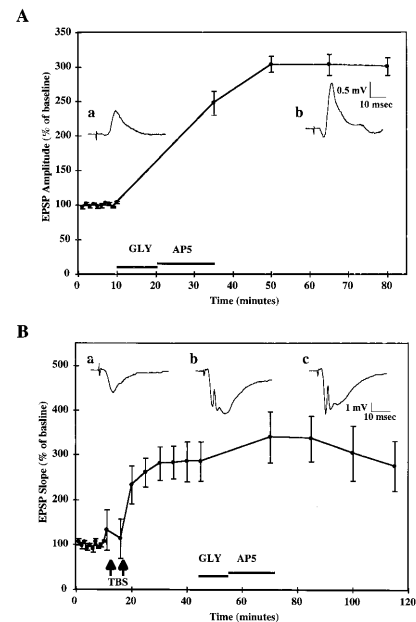 A
EPSP Amplitude (% of baseline)
350
300
250
200
150
100
50
0
a
b
0.5 mV
10 msec
GLY
AP5
0
10
20
30
40
50
60
70
80
Time (minutes)
B
EPSP Slope (% of basline)
500
400
300
200
100
0
a
b
c
1 mV
10 msec
TBS
GLY
AP5
0
20
40
60
80
100
120
Time (minutes)